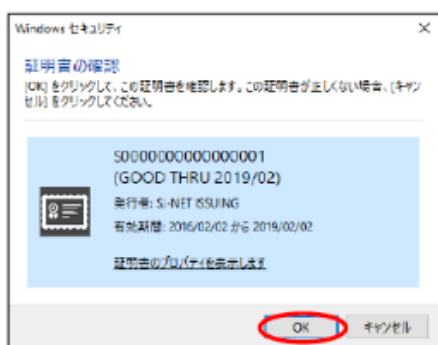 Windows セキュリティ
証明書の確認
[OK] をクリックして、この証明書を確認します。この証明書が正しくない場合、[キャン
セル] をクリックしてください。
S0000000000000001
(GOOD THRU 2019/02)
発行者: S:-NET ISSUING
有効期間: 2016/02/02 から 2019/02/02
証明書のプロパティを表示します
OK
キャンセル